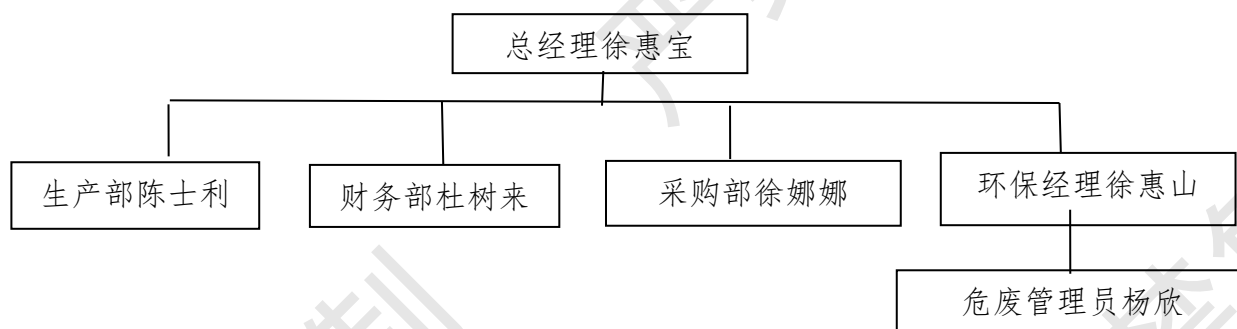 总经理徐惠宝
生产部陈士利
财务部杜树来
采购部徐娜娜
环保经理徐惠山
危废管理员杨欣